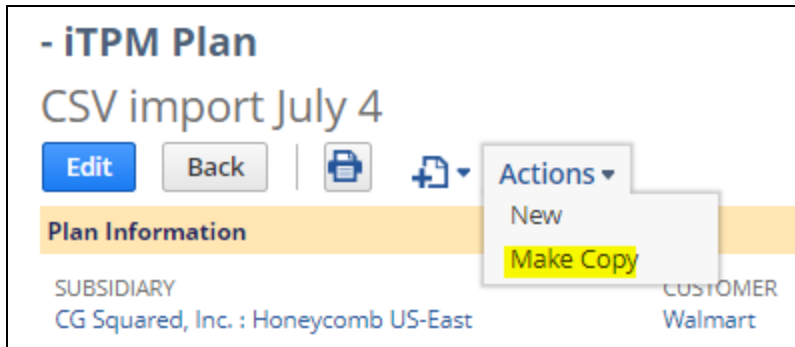 - iTPM Plan
CSV import July 4
Edit Back Actions
New
Plan Information
Make Copy
SUBSIDIARY CUSTOMER
CG Squared, Inc. : Honeycomb US-East Walmart